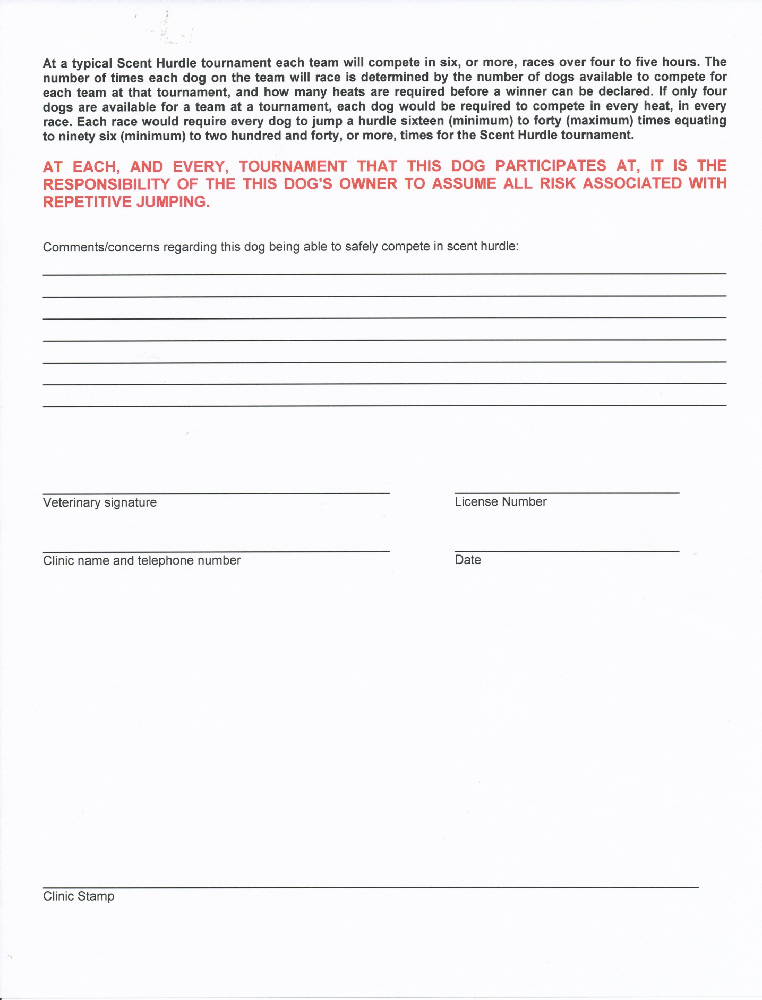 At a typical Scent Hurdle tournament each team will compete in six, or more, races over four to five hours. The
number of times each dog on the team will race is determined by the number of dogs available to compete for
each team at that tournament, and how many heats are required before a winner can be declared. If only four
dogs are available for a team at a tournament, each dog would be required to compete in every heat, in every
race. Each race would require every dog to jump a hurdle sixteen (minimum) to forty (maximum) times equating
to ninety six (minimum) to two hundred and forty, or more, times for the Scent Hurdle tournament.
AT EACH, AND EVERY, TOURNAMENT THAT THIS DOG PARTICIPATES AT, IT IS THE
RESPONSIBILITY OF THE THIS DOG'S OWNER TO ASSUME ALL RISK ASSOCIATED WITH
REPETITIVE JUMPING.
Comments/concerns regarding this dog being able to safely compete in scent hurdle:
Veterinary signature
License Number
Clinic name and telephone number
Date
Clinic Stamp